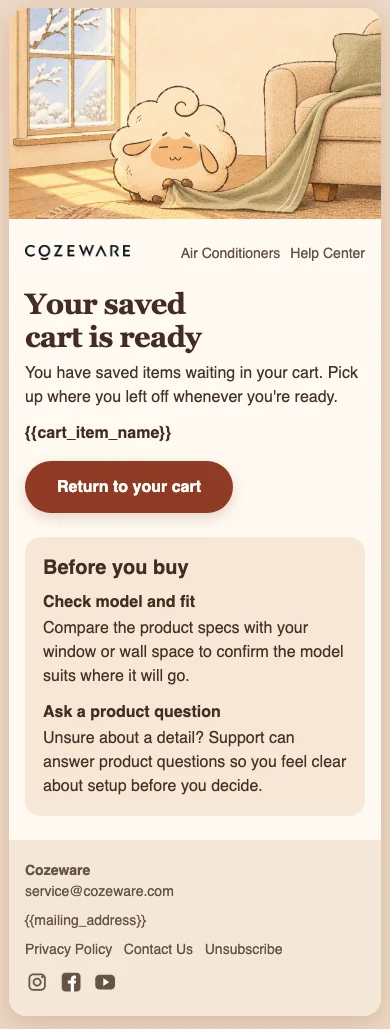 COZEWARE
Air Conditioners Help Center
Your saved
cart is ready
You have saved items waiting in your cart. Pick
up where you left off whenever you're ready.
{{cart_item_name}}
Return to your cart
Before you buy
Check model and fit
Compare the product specs with your
window or wall space to confirm the model
suits where it will go.
Ask a product question
Unsure about a detail? Support can
answer product questions so you feel clear
about setup before you decide.
Cozeware
service@cozeware.com
{{mailing_address}}
Privacy Policy Contact Us Unsubscribe